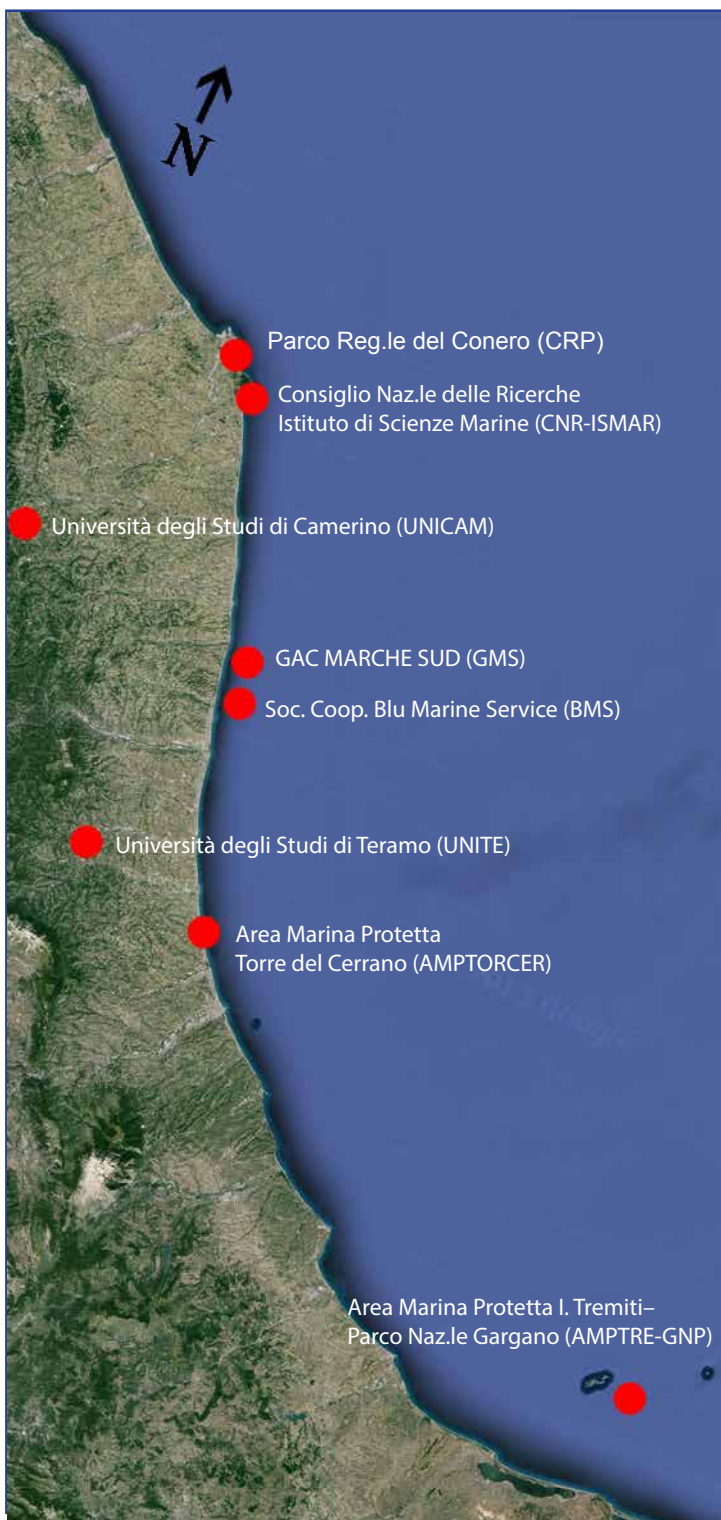 N
Parco Reg.le del Conero (CRP)
Consiglio Naz.le delle Ricerche
Istituto di Scienze Marine (CNR-ISMAR)
Università degli Studi di Camerino (UNICAM)
GAC MARCHE SUD (GMS)
Soc. Coop. Blu Marine Service (BMS)
Università degli Studi di Teramo (UNITE)
Area Marina Protetta
Torre del Cerrano (AMPTORCER)
Area Marina Protetta I. Tremiti–
Parco Naz.le Gargano (AMPTRE-GNP)